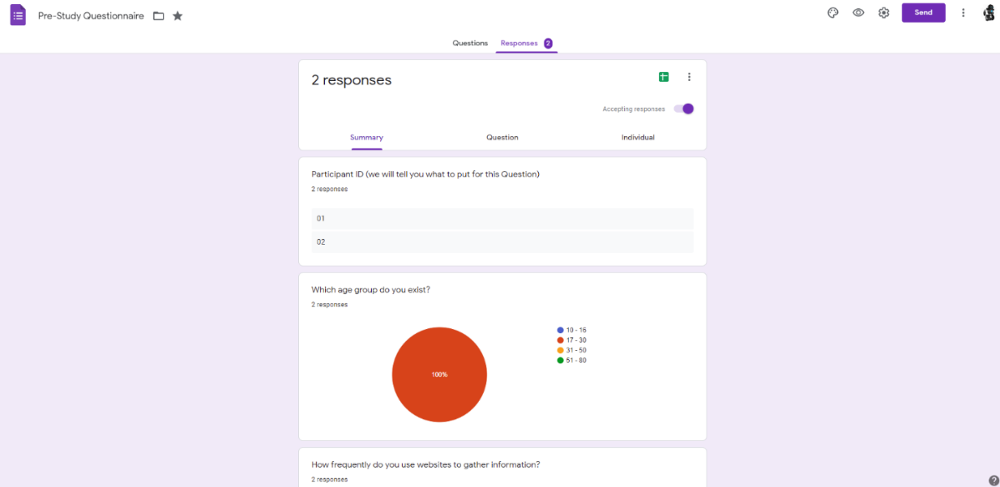 Pre-Study Questionnaire
Send
Questions Responses 2
2 responses
Accepting responses
Summary Question Individual
Participant ID (we will tell you what to put for this Question)
2 responses
01
02
Which age group do you exist?
2 responses
100%
10 - 16
17 - 30
31 - 50
51 - 80
How frequently do you use websites to gather information?
2 responses
?